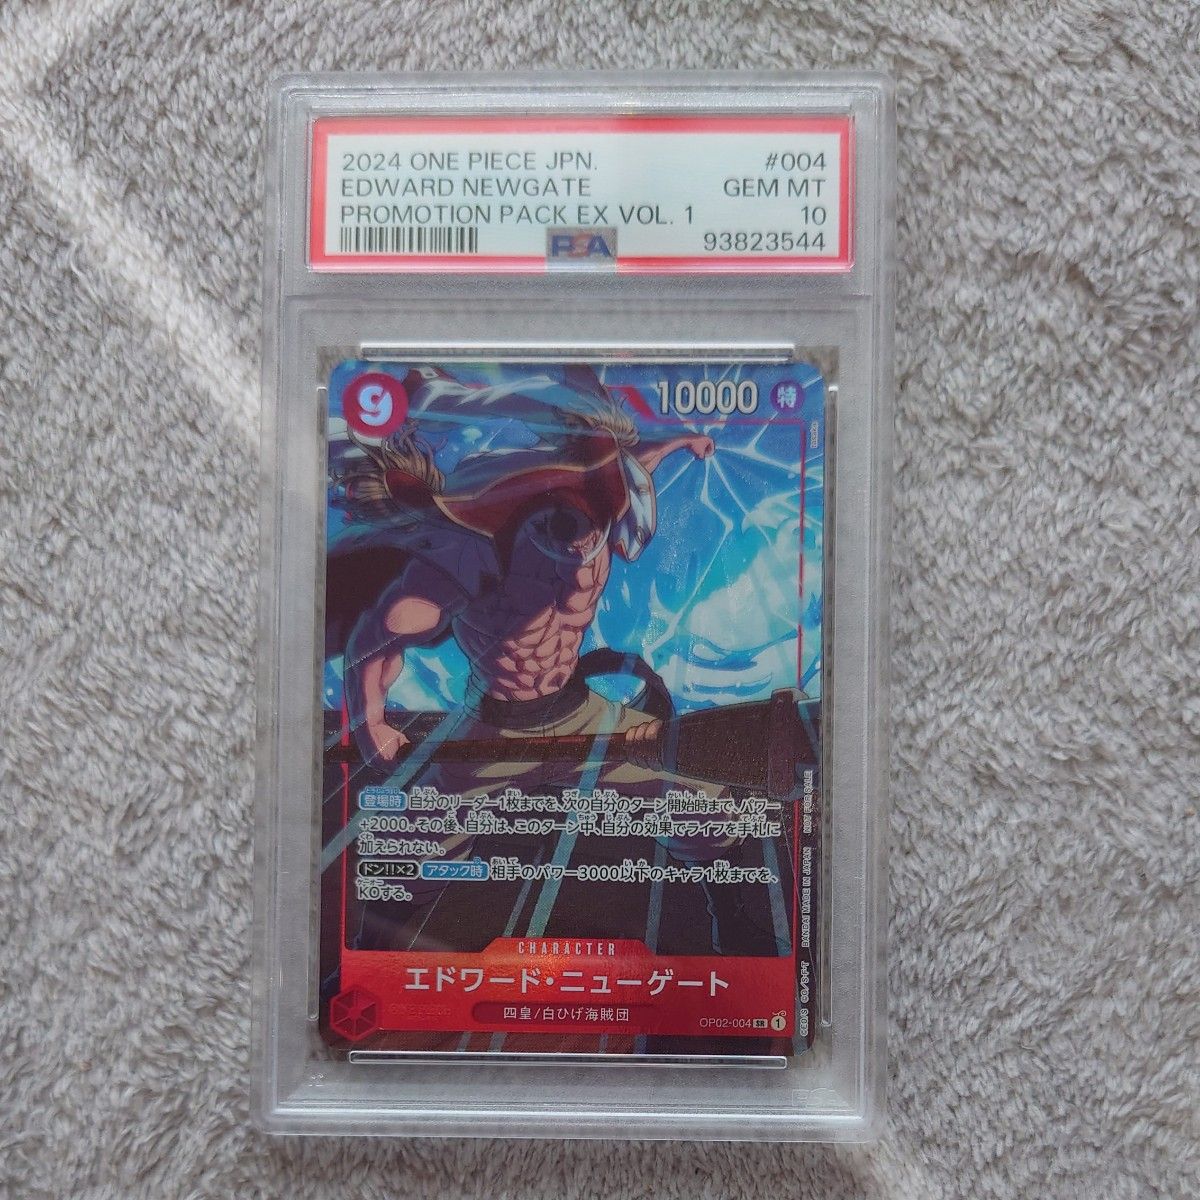 2024 ONE PIECE JPN. #004
EDWARD NEWGATE GEM MT
PROMOTION PACK EX VOL. 1 10
PSA 93823544
9 10000 特
登場時 自分のリーダー1枚までを、次の自分のターン開始時まで、パワー
+2000。その後、自分は、このターン中、自分の効果でライフを手札に
加えられない。
ドン!!×2 アタック時 相手のパワー3000以下のキャラ1枚までを、
KOする。
CHARACTER
エドワード・ニューゲート
四皇/白ひげ海賊団
OP02-004 SR 1
©E.O/S. ©O/S-F-T BANDAI MADE IN JAPAN NOT FOR SALE